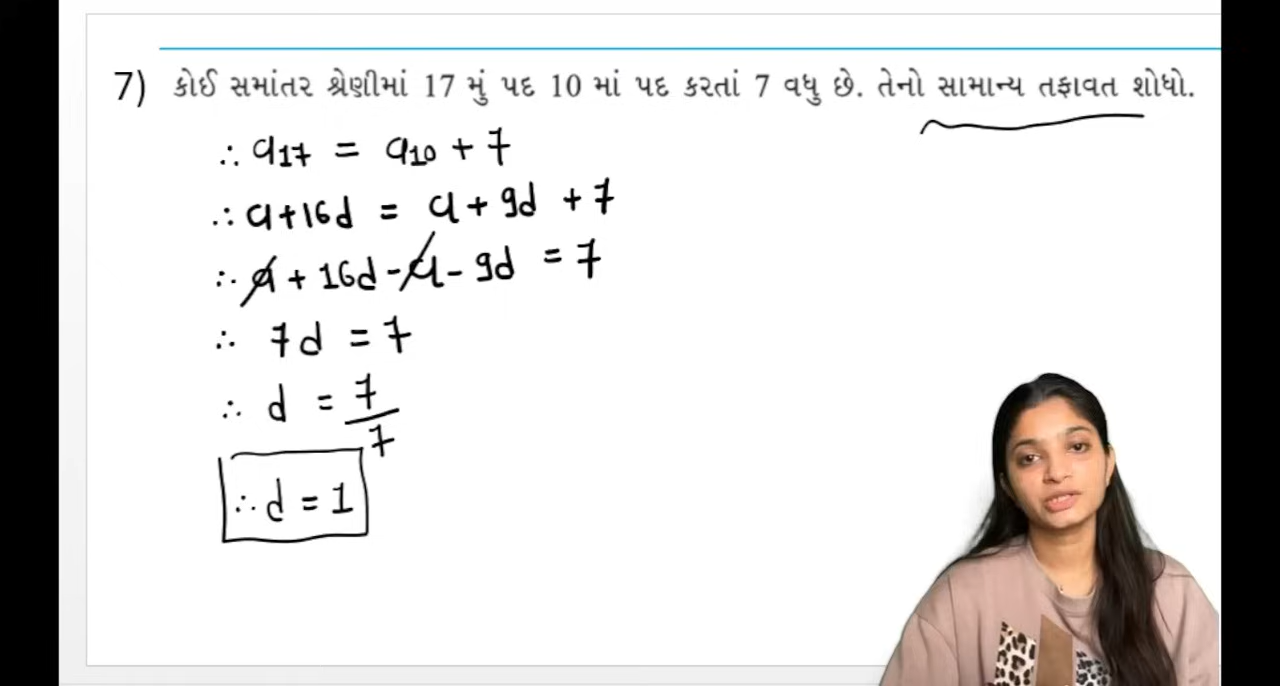 7) કોઈ સમાંતર શ્રેણીમાં 17 મું પદ 10 માં પદ કરતાં 7 વધુ છે. તેનો સામાન્ય તફાવત શોધો.
∴ a₁₇ = a₁₀ + 7
∴ a + 16d = a + 9d + 7
∴ a + 16d - a - 9d = 7
∴ 7d = 7
∴ d = 7/7
∴ d = 1